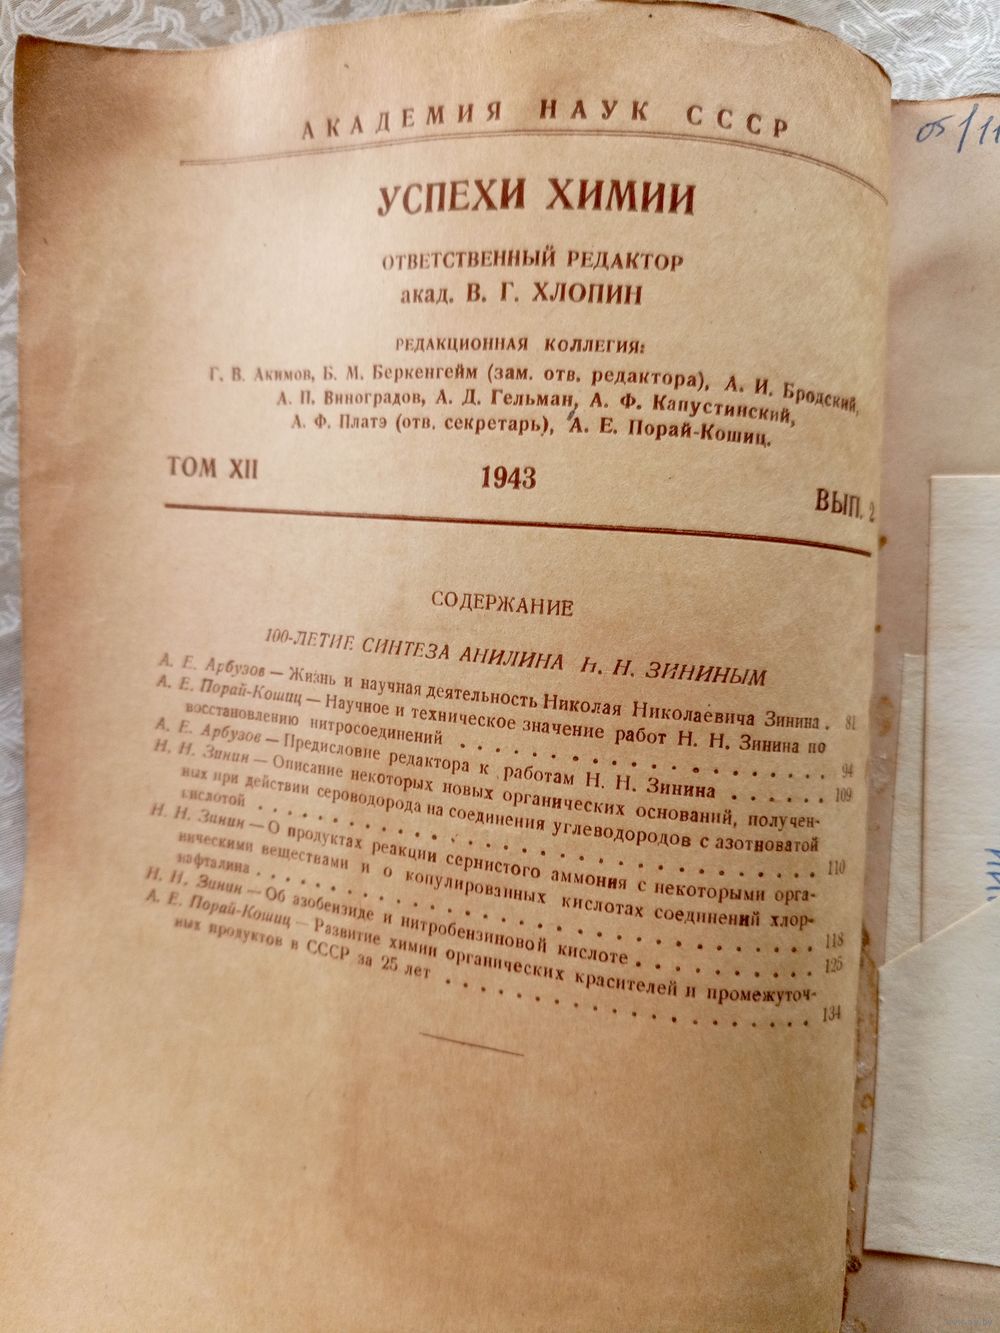 АКАДЕМИЯ НАУК СССР
УСПЕХИ ХИМИИ
ОТВЕТСТВЕННЫЙ РЕДАКТОР
акад. В. Г. ХЛОПИН
РЕДАКЦИОННАЯ КОЛЛЕГИЯ:
Г. В. Акимов, Б. М. Беркенгейм (зам. отв. редактора), А. И. Бродский,
А. П. Виноградов, А. Д. Гельман, А. Ф. Капустинский,
А. Ф. Платэ (отв. секретарь), А. Е. Порай-Кошиц.
ТОМ XII 1943 ВЫП. 2
СОДЕРЖАНИЕ
100-ЛЕТИЕ СИНТЕЗА АНИЛИНА Н. Н. ЗИНИНЫМ
А. Е. Арбузов — Жизнь и научная деятельность Николая Николаевича Зинина . 81
А. Е. Порай-Кошиц — Научное и техническое значение работ Н. Н. Зинина по
восстановлению нитросоединений . . . . . . . . . . . . . . . . . 94
А. Е. Арбузов — Предисловие редактора к работам Н. Н. Зинина . . . . . . 109
Н. Н. Зинин — Описание некоторых новых органических оснований, получен-
ных при действии сероводорода на соединения углеводородов с азотноватой
кислотой . . . . . . . . . . . . . . . . . . . . . . . . . . 110
Н. Н. Зинин — О продуктах реакции сернистого аммония с некоторыми орга-
ническими веществами и о копулированных кислотах соединений хлор-
нафталина . . . . . . . . . . . . . . . . . . . . . . . . . . 118
Н. Н. Зинин — Об азобензиде и нитробензиновой кислоте . . . . . . . . . 125
А. Е. Порай-Кошиц — Развитие химии органических красителей и промежуточ-
ных продуктов в СССР за 25 лет . . . . . . . . . . . . . . . . . 134